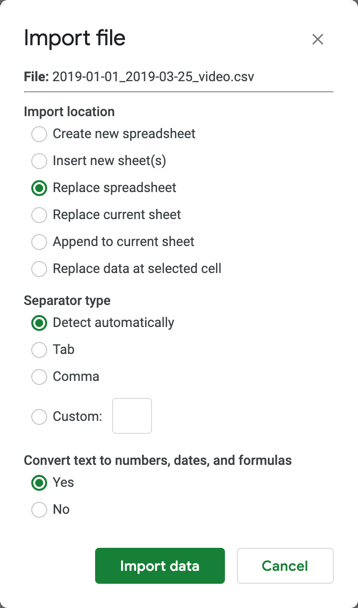 Import file
File: 2019-01-01_2019-03-25_video.csv
Import location
Create new spreadsheet
Insert new sheet(s)
Replace spreadsheet
Replace current sheet
Append to current sheet
Replace data at selected cell
Separator type
Detect automatically
Tab
Comma
Custom:
Convert text to numbers, dates, and formulas
Yes
No
Import data Cancel